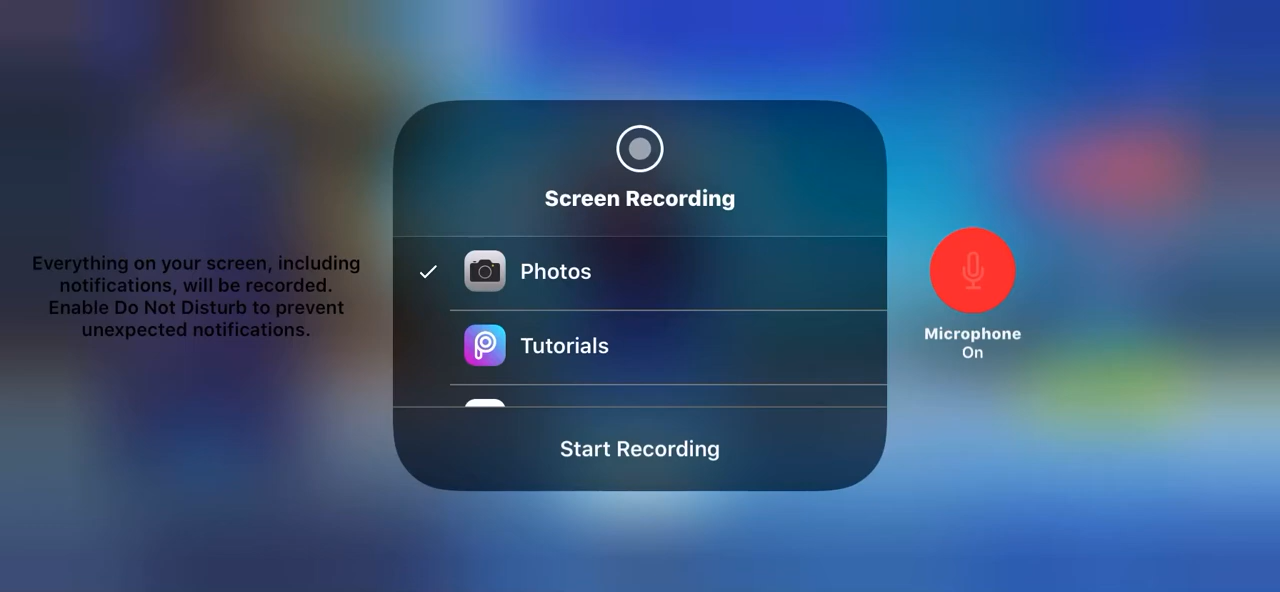 Screen Recording
Everything on your screen, including
notifications, will be recorded.
Enable Do Not Disturb to prevent
unexpected notifications.
Photos
Tutorials
Start Recording
Microphone
On